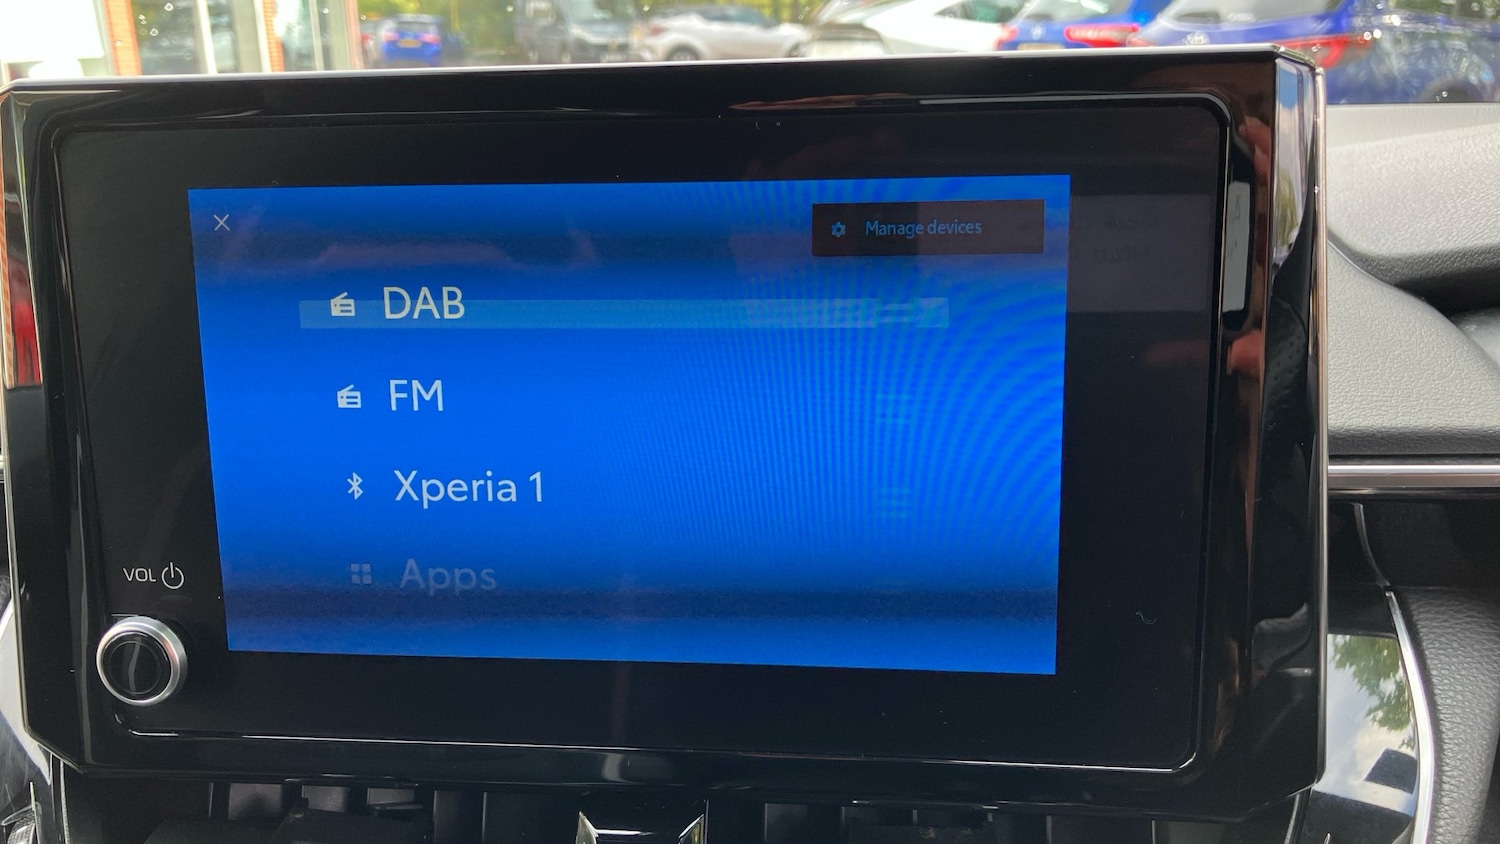 Manage devices
DAB
FM
Xperia 1
Apps
VOL